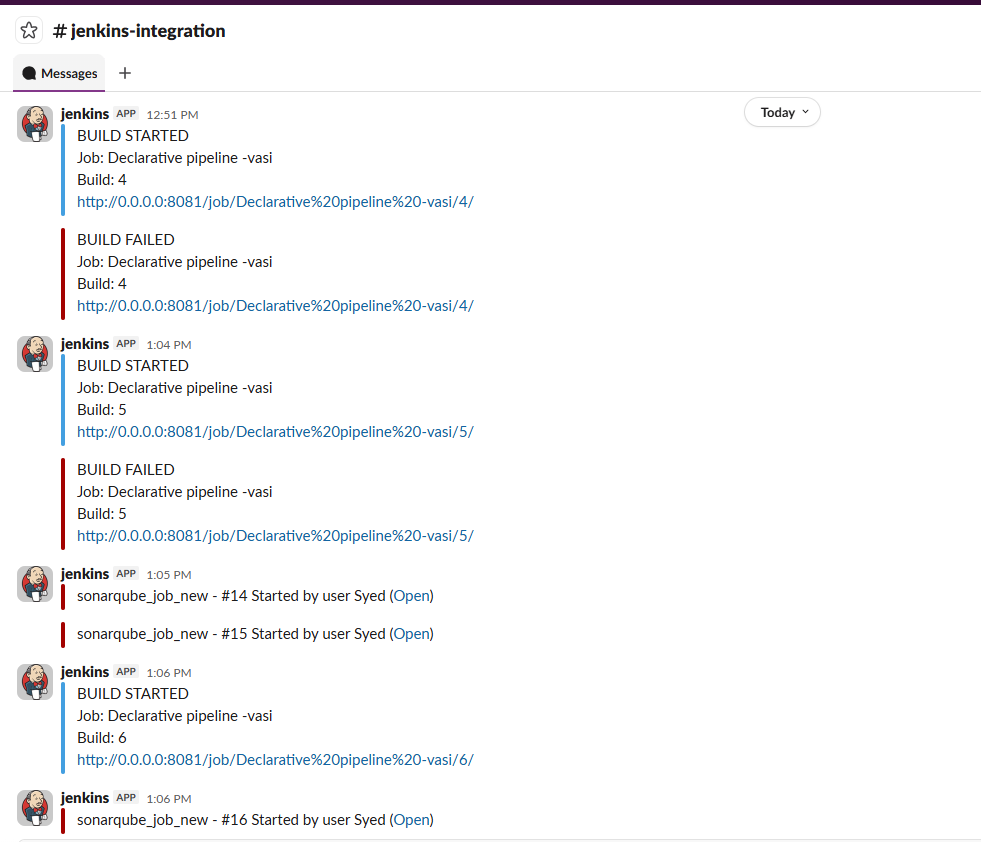 # jenkins-integration
Messages +
Today
jenkins APP 12:51 PM
BUILD STARTED
Job: Declarative pipeline -vasi
Build: 4
http://0.0.0.0:8081/job/Declarative%20pipeline%20-vasi/4/
BUILD FAILED
Job: Declarative pipeline -vasi
Build: 4
http://0.0.0.0:8081/job/Declarative%20pipeline%20-vasi/4/
jenkins APP 1:04 PM
BUILD STARTED
Job: Declarative pipeline -vasi
Build: 5
http://0.0.0.0:8081/job/Declarative%20pipeline%20-vasi/5/
BUILD FAILED
Job: Declarative pipeline -vasi
Build: 5
http://0.0.0.0:8081/job/Declarative%20pipeline%20-vasi/5/
jenkins APP 1:05 PM
sonarqube_job_new - #14 Started by user Syed (Open)
sonarqube_job_new - #15 Started by user Syed (Open)
jenkins APP 1:06 PM
BUILD STARTED
Job: Declarative pipeline -vasi
Build: 6
http://0.0.0.0:8081/job/Declarative%20pipeline%20-vasi/6/
jenkins APP 1:06 PM
sonarqube_job_new - #16 Started by user Syed (Open)